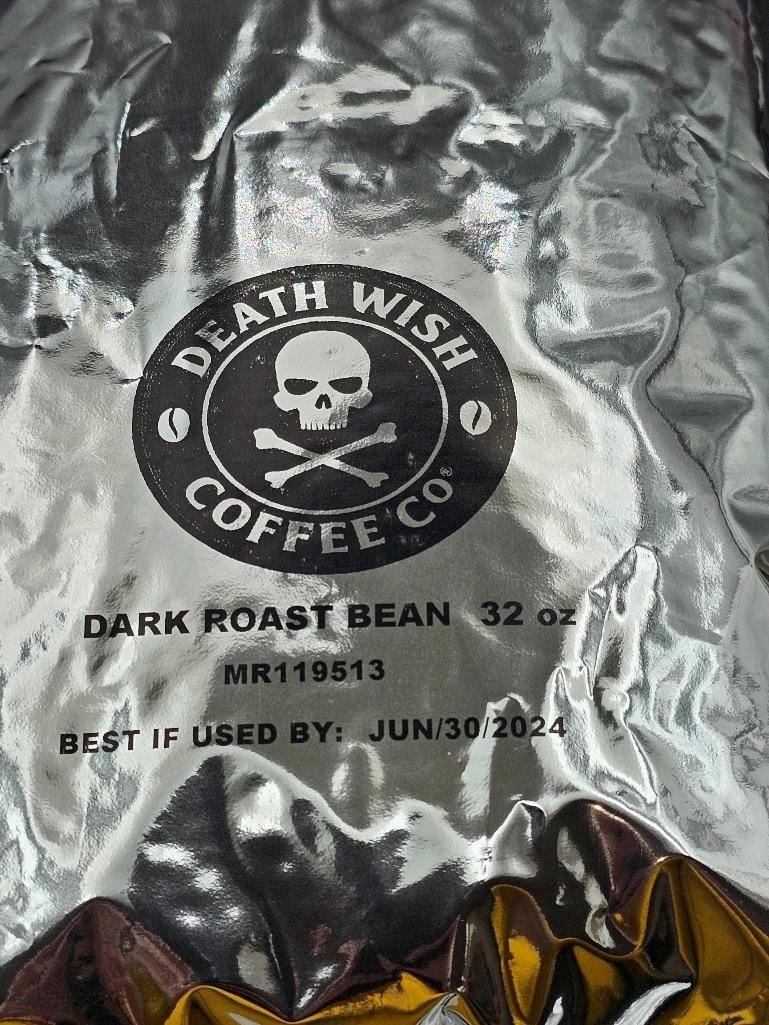 DEATH WISH
COFFEE CO®
DARK ROAST BEAN 32 oz
MR119513
BEST IF USED BY: JUN/30/2024